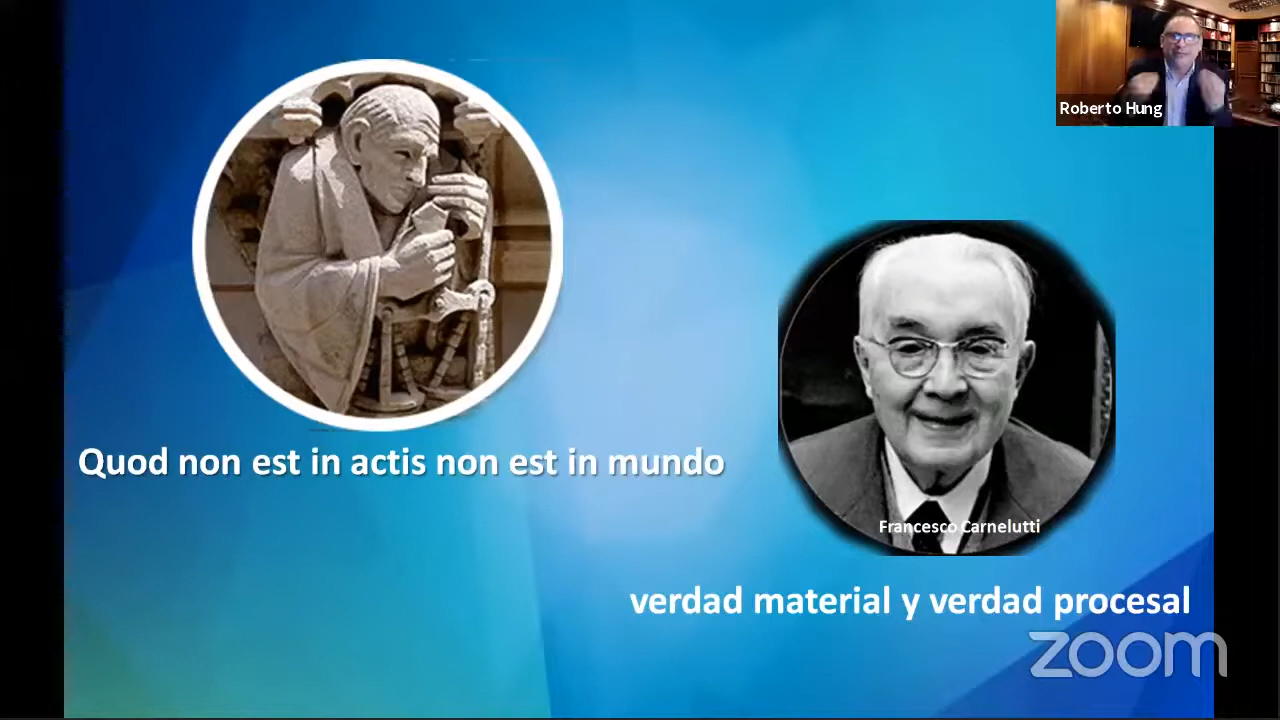 Roberto Hung
Quod non est in actis non est in mundo
Francesco Carnelutti
verdad material y verdad procesal
zoom